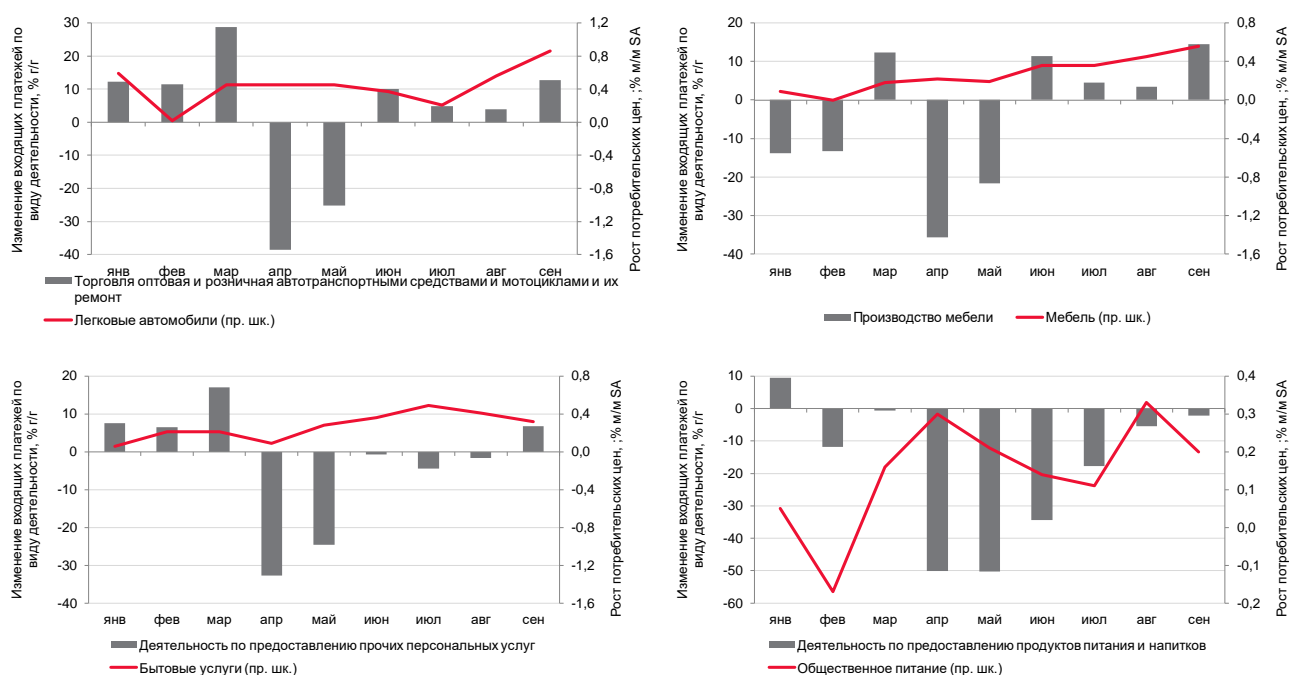 Изменение входящих платежей по
виду деятельности, % г/г
30
20
10
0
-10
-20
-30
-40
1,2
0,8
0,4
0,0
-0,4
-0,8
-1,2
-1,6
Рост потребительских цен, ;% м/м SA
янв фев мар апр май июн июл авг сен
Торговля оптовая и розничная автотранспортными средствами и мотоциклами и их
ремонт
Легковые автомобили (пр. шк.)
Изменение входящих платежей по
виду деятельности, % г/г
20
10
0
-10
-20
-30
-40
0,8
0,4
0,0
-0,4
-0,8
-1,2
-1,6
Рост потребительских цен, ;% м/м SA
янв фев мар апр май июн июл авг сен
Производство мебели Мебель (пр. шк.)
Изменение входящих платежей по
виду деятельности, % г/г
20
10
0
-10
-20
-30
-40
0,8
0,4
0,0
-0,4
-0,8
-1,2
-1,6
Рост потребительских цен, ;% м/м SA
янв фев мар апр май июн июл авг сен
Деятельность по предоставлению прочих персональных услуг
Бытовые услуги (пр. шк.)
Изменение входящих платежей по
виду деятельности, % г/г
10
0
-10
-20
-30
-40
-50
-60
0,4
0,3
0,2
0,1
0,0
-0,1
-0,2
Рост потребительских цен, ;% м/м SA
янв фев мар апр май июн июл авг сен
Деятельность по предоставлению продуктов питания и напитков
Общественное питание (пр. шк.)